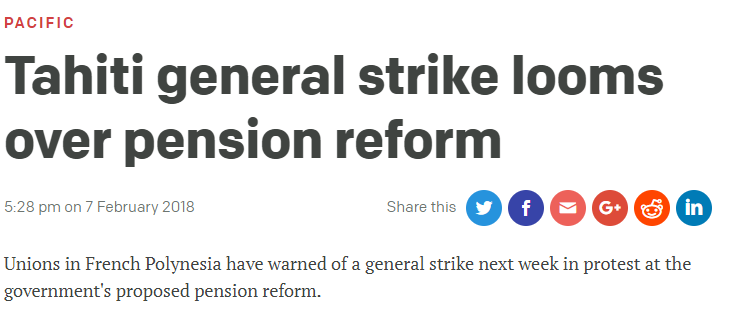 PACIFIC
Tahiti general strike looms
over pension reform
5:28 pm on 7 February 2018
Share this
f
G+
in
Unions in French Polynesia have warned of a general strike next week in protest at the
government's proposed pension reform.